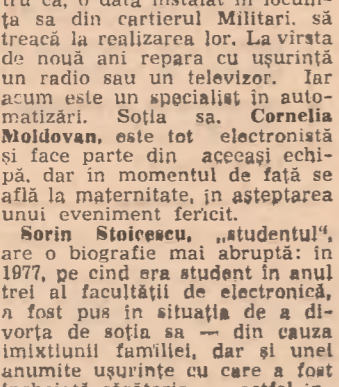 tru că, o dată instalat în locuin-
ța sa din cartierul Militari, să
treacă la realizarea lor. La vîrsta
de nouă ani repara cu ușurință
un radio sau un televizor. Iar
acum este un specialist în auto-
matizări. Soția sa, Cornelia
Moldovan, este tot electronistă
și face parte din aceeași echi-
pă, dar în momentul de față se
află la maternitate, în așteptarea
unui eveniment fericit.
Sorin Stoicescu, „studentul“,
are o biografie mai abruptă: în
1977, pe cînd era student în anul
trei al facultății de electronică,
a fost pus în situația de a di-
vorța de soția sa — din cauza
imixtiunii familiei, dar și unei
anumite ușurințe cu care a fost